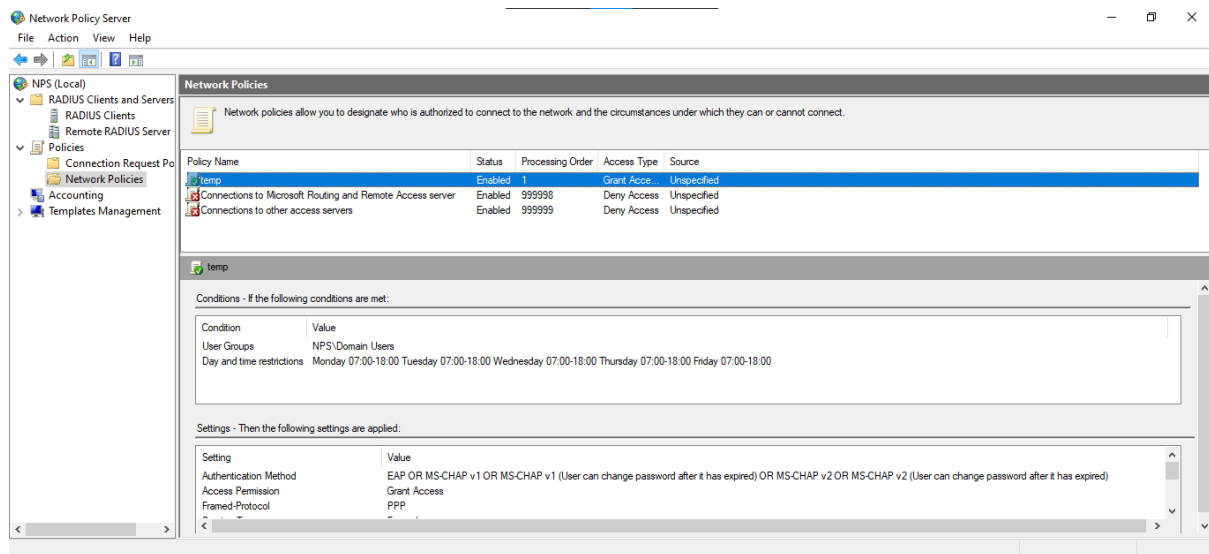 Network Policy Server
File Action View Help
NPS (Local)
RADIUS Clients and Servers
RADIUS Clients
Remote RADIUS Server
Policies
Connection Request Po
Network Policies
Accounting
Templates Management
Network Policies
Network policies allow you to designate who is authorized to connect to the network and the circumstances under which they can or cannot connect.
Policy Name Status Processing Order Access Type Source
temp Enabled 1 Grant Acce... Unspecified
Connections to Microsoft Routing and Remote Access server Enabled 999998 Deny Access Unspecified
Connections to other access servers Enabled 999999 Deny Access Unspecified
temp
Conditions - If the following conditions are met:
Condition Value
User Groups NPS\Domain Users
Day and time restrictions Monday 07:00-18:00 Tuesday 07:00-18:00 Wednesday 07:00-18:00 Thursday 07:00-18:00 Friday 07:00-18:00
Settings - Then the following settings are applied:
Setting Value
Authentication Method EAP OR MS-CHAP v1 OR MS-CHAP v1 (User can change password after it has expired) OR MS-CHAP v2 OR MS-CHAP v2 (User can change password after it has expired)
Access Permission Grant Access
Framed-Protocol PPP